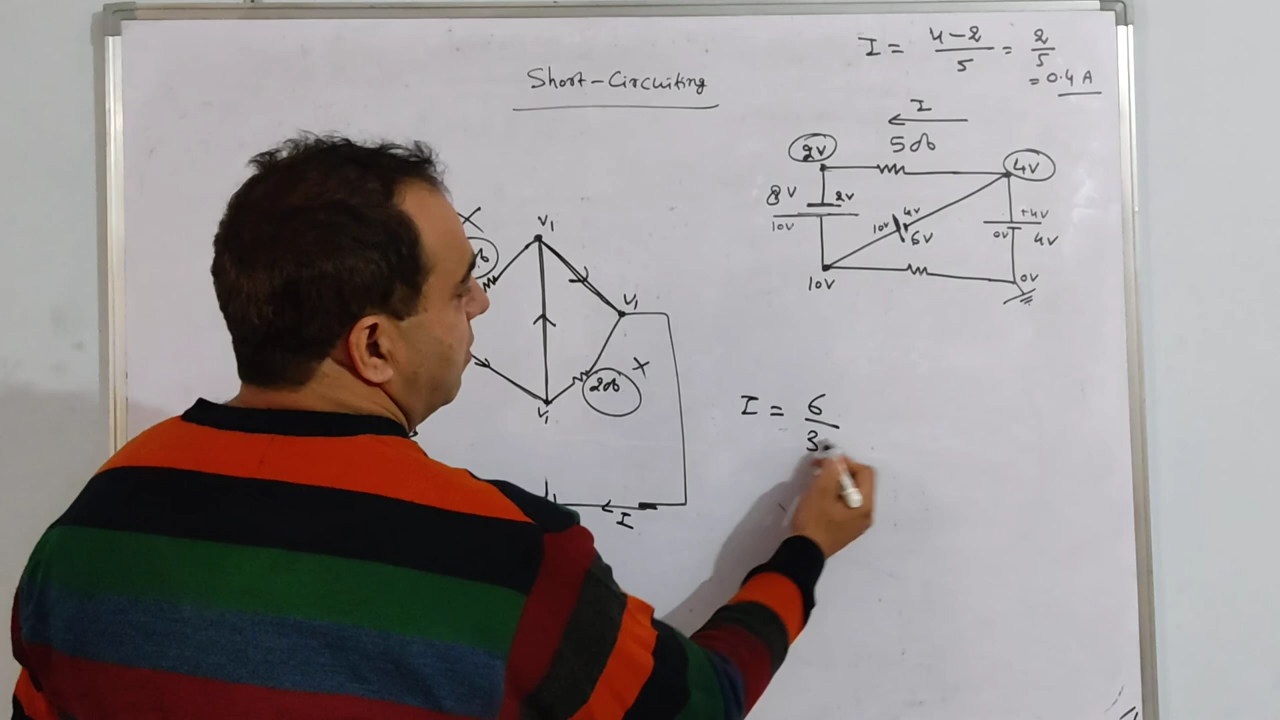 Short-Circuiting
I = 4-2/5 = 2/5
= 0.4 A
I
5Ω
2V
4V
8V
2V
10V
4V
10V
6V
+4V
0V
4V
10V
0V
X
V₁
V₁
X
2Ω
V₁
I
I = 6/3